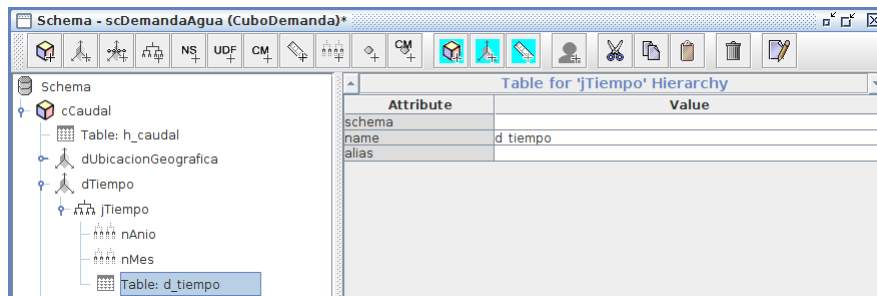 Schema - scDemandaAgua (CuboDemanda)*
NS UDF CM CM
Schema
cCaudal
Table: h_caudal
dUbicacionGeografica
dTiempo
jTiempo
nAnio
nMes
Table: d_tiempo
Table for 'jTiempo' Hierarchy
Attribute Value
schema
name d tiempo
alias